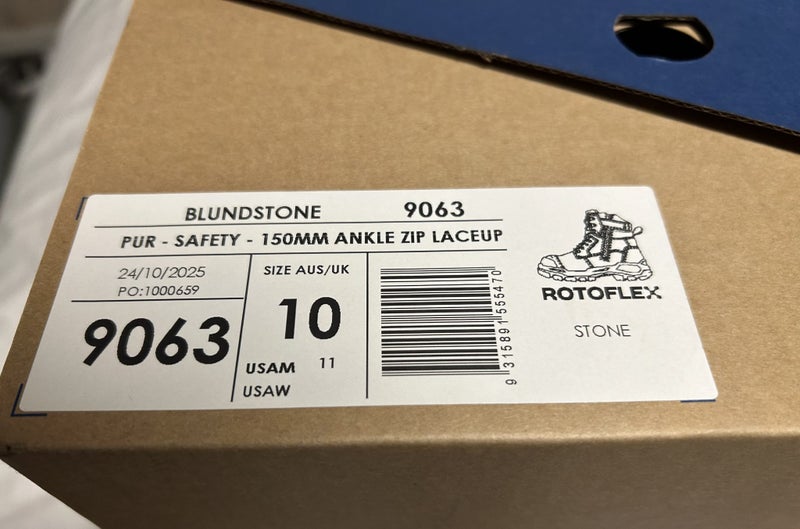 BLUNDSTONE 9063
PUR - SAFETY - 150MM ANKLE ZIP LACEUP
24/10/2025
PO:1000659
9063
SIZE AUS/UK
10
USAM 11
USAW
9 315891 555470
ROTOFLEX
STONE